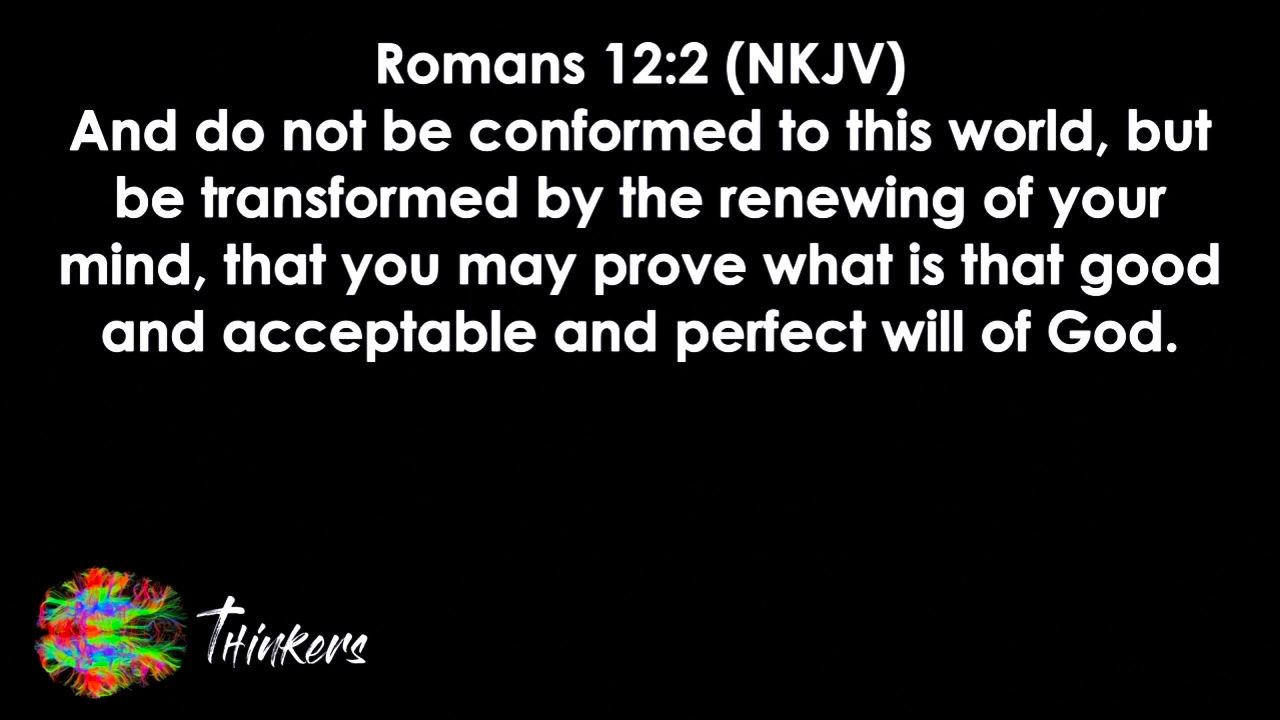 Romans 12:2 (NKJV)
And do not be conformed to this world, but
be transformed by the renewing of your
mind, that you may prove what is that good
and acceptable and perfect will of God.
THinkers